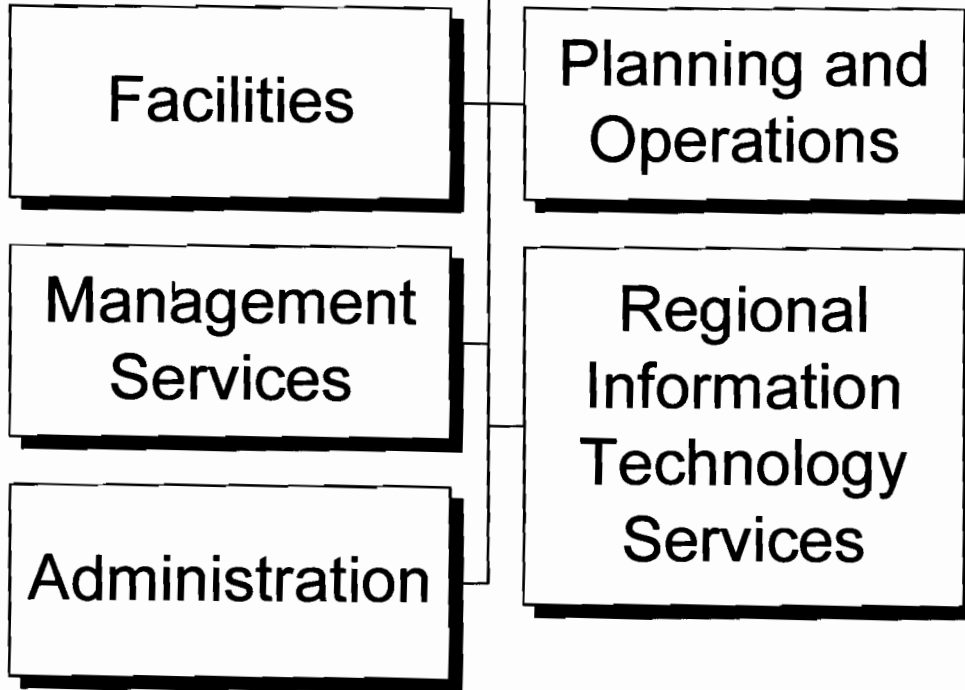 Facilities
Planning and
Operations
Management
Services
Regional
Information
Technology
Services
Administration